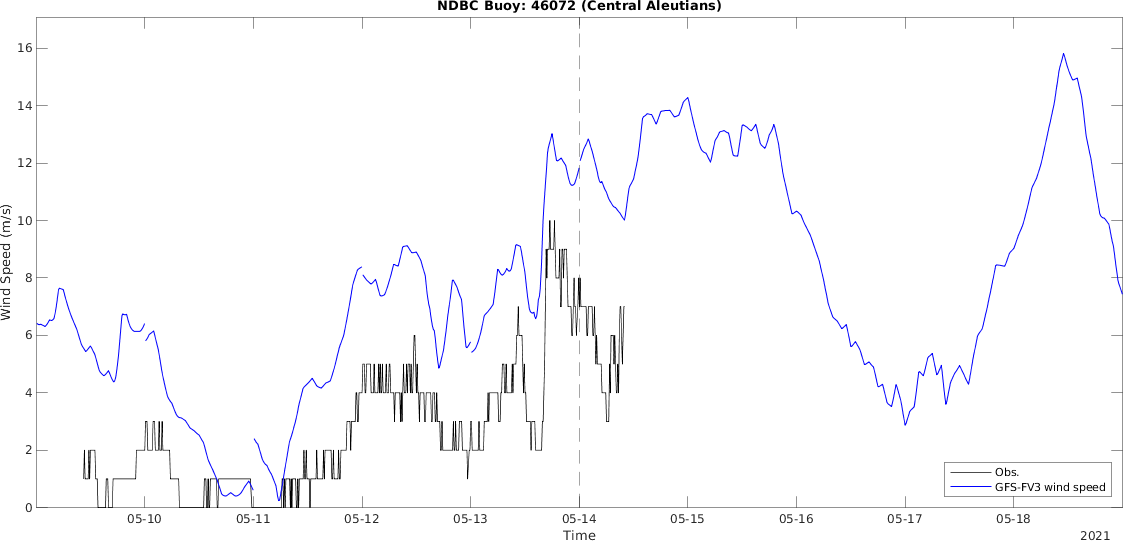 NDBC Buoy: 46072 (Central Aleutians)
Wind Speed (m/s)
16
14
12
10
8
6
4
2
0
Obs.
GFS-FV3 wind speed
05-10 05-11 05-12 05-13 05-14 05-15 05-16 05-17 05-18
Time
2021